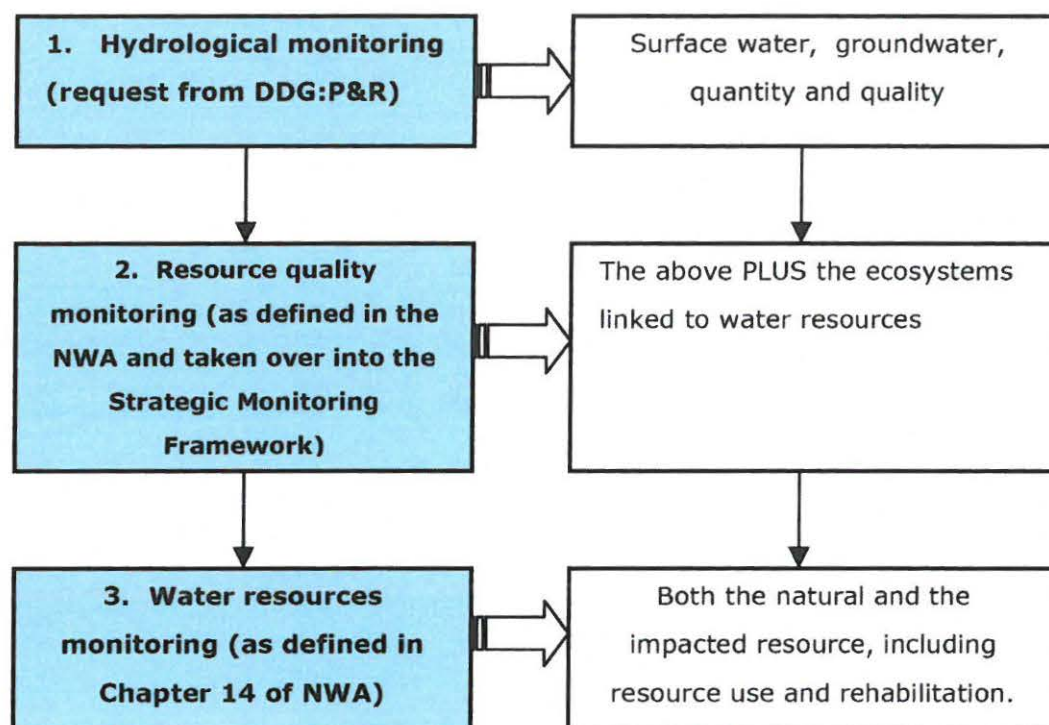 1. Hydrological monitoring
(request from DDG:P&R)
Surface water, groundwater,
quantity and quality
2. Resource quality
monitoring (as defined in the
NWA and taken over into the
Strategic Monitoring
Framework)
The above PLUS the ecosystems
linked to water resources
3. Water resources
monitoring (as defined in
Chapter 14 of NWA)
Both the natural and the
impacted resource, including
resource use and rehabilitation.